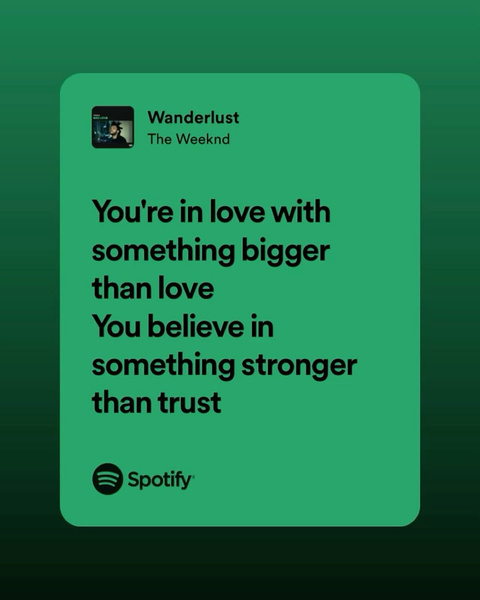 Wanderlust
The Weeknd
You're in love with
something bigger
than love
You believe in
something stronger
than trust
Spotify